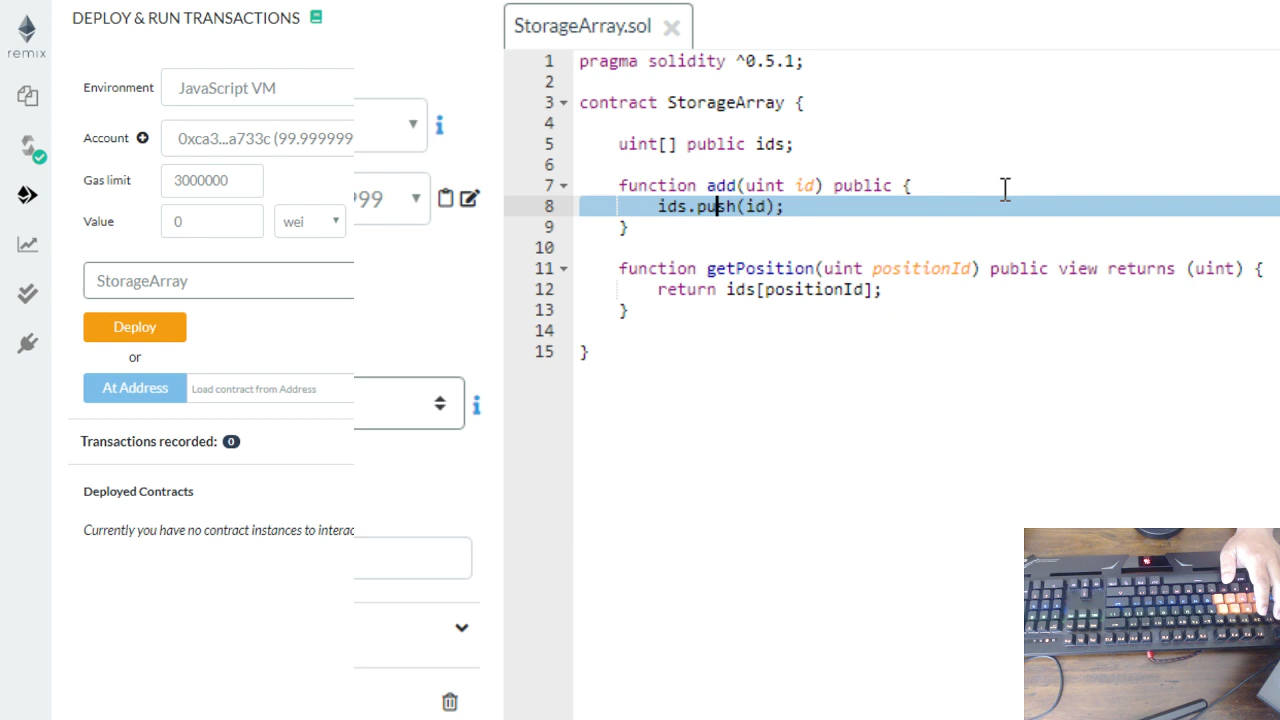 DEPLOY & RUN TRANSACTIONS
remix
Environment
JavaScript VM
Account
0xca3...a733c (99.999999
999
Gas limit
3000000
Value
0
wei
StorageArray
Deploy
or
At Address
Load contract from Address
Transactions recorded:
0
Deployed Contracts
Currently you have no contract instances to interac
StorageArray.sol
1 pragma solidity ^0.5.1;
2
3 contract StorageArray {
4
5 uint[] public ids;
6
7 function add(uint id) public {
8 ids.push(id);
9 }
10
11 function getPosition(uint positionId) public view returns (uint) {
12 return ids[positionId];
13 }
14
15 }